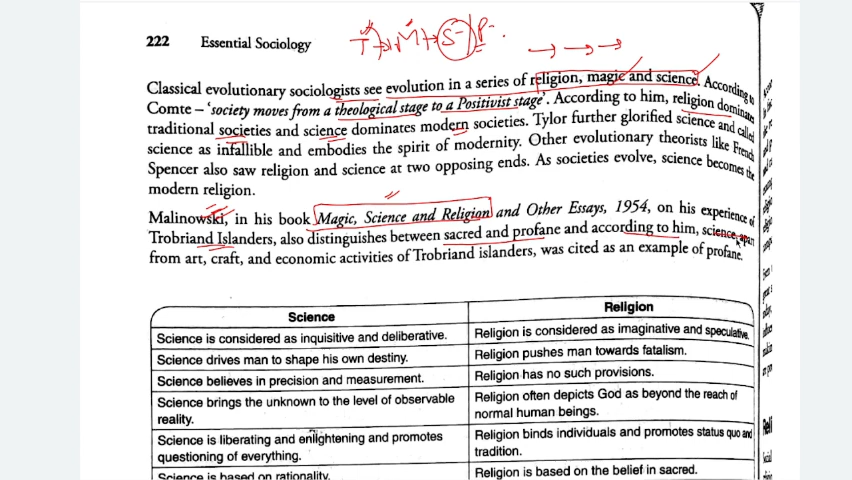 222 Essential Sociology
T → M → S P
Classical evolutionary sociologists see evolution in a series of religion, magic and science. According to
Comte – 'society moves from a theological stage to a Positivist stage'. According to him, religion dominates
traditional societies and science dominates modern societies. Tylor further glorified science and called
science as infallible and embodies the spirit of modernity. Other evolutionary theorists like French
Spencer also saw religion and science at two opposing ends. As societies evolve, science becomes the
modern religion.
Malinowski, in his book Magic, Science and Religion and Other Essays, 1954, on his experience of
Trobriand Islanders, also distinguishes between sacred and profane and according to him, science, apart
from art, craft, and economic activities of Trobriand islanders, was cited as an example of profane.
Science Religion
Science is considered as inquisitive and deliberative. Religion is considered as imaginative and speculative.
Science drives man to shape his own destiny. Religion pushes man towards fatalism.
Science believes in precision and measurement. Religion has no such provisions.
Science brings the unknown to the level of observable Religion often depicts God as beyond the reach of
reality. normal human beings.
Science is liberating and enlightening and promotes Religion binds individuals and promotes status quo and
questioning of everything. tradition.
Science is based on rationality. Religion is based on the belief in sacred.